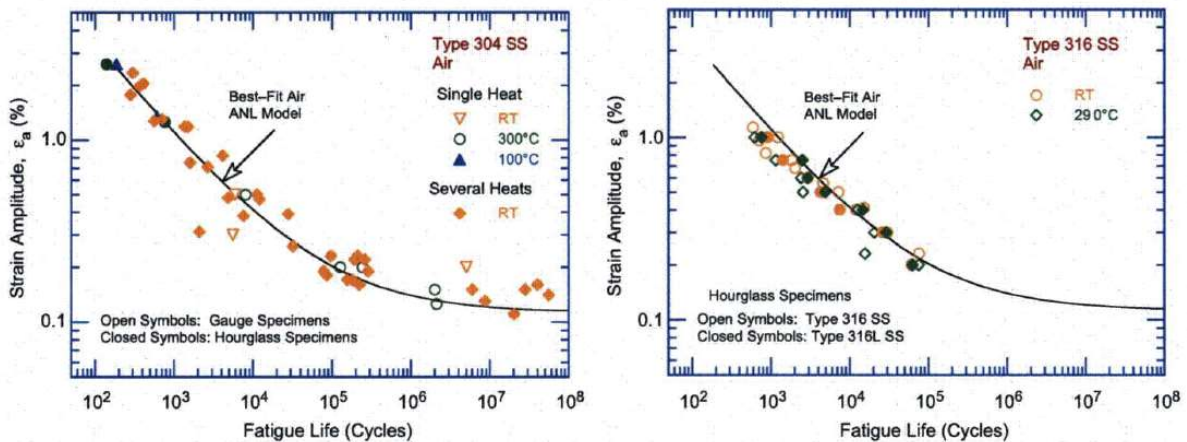 Type 304 SS
Air
Single Heat
RT
300°C
100°C
Several Heats
RT
Best–Fit Air
ANL Model
1.0
0.1
Strain Amplitude, εa (%)
Open Symbols: Gauge Specimens
Closed Symbols: Hourglass Specimens
10² 10³ 10⁴ 10⁵ 10⁶ 10⁷ 10⁸
Fatigue Life (Cycles)
Type 316 SS
Air
RT
290°C
Best–Fit Air
ANL Model
1.0
0.1
Strain Amplitude, εa (%)
Hourglass Specimens
Open Symbols: Type 316 SS
Closed Symbols: Type 316L SS
10² 10³ 10⁴ 10⁵ 10⁶ 10⁷ 10⁸
Fatigue Life (Cycles)